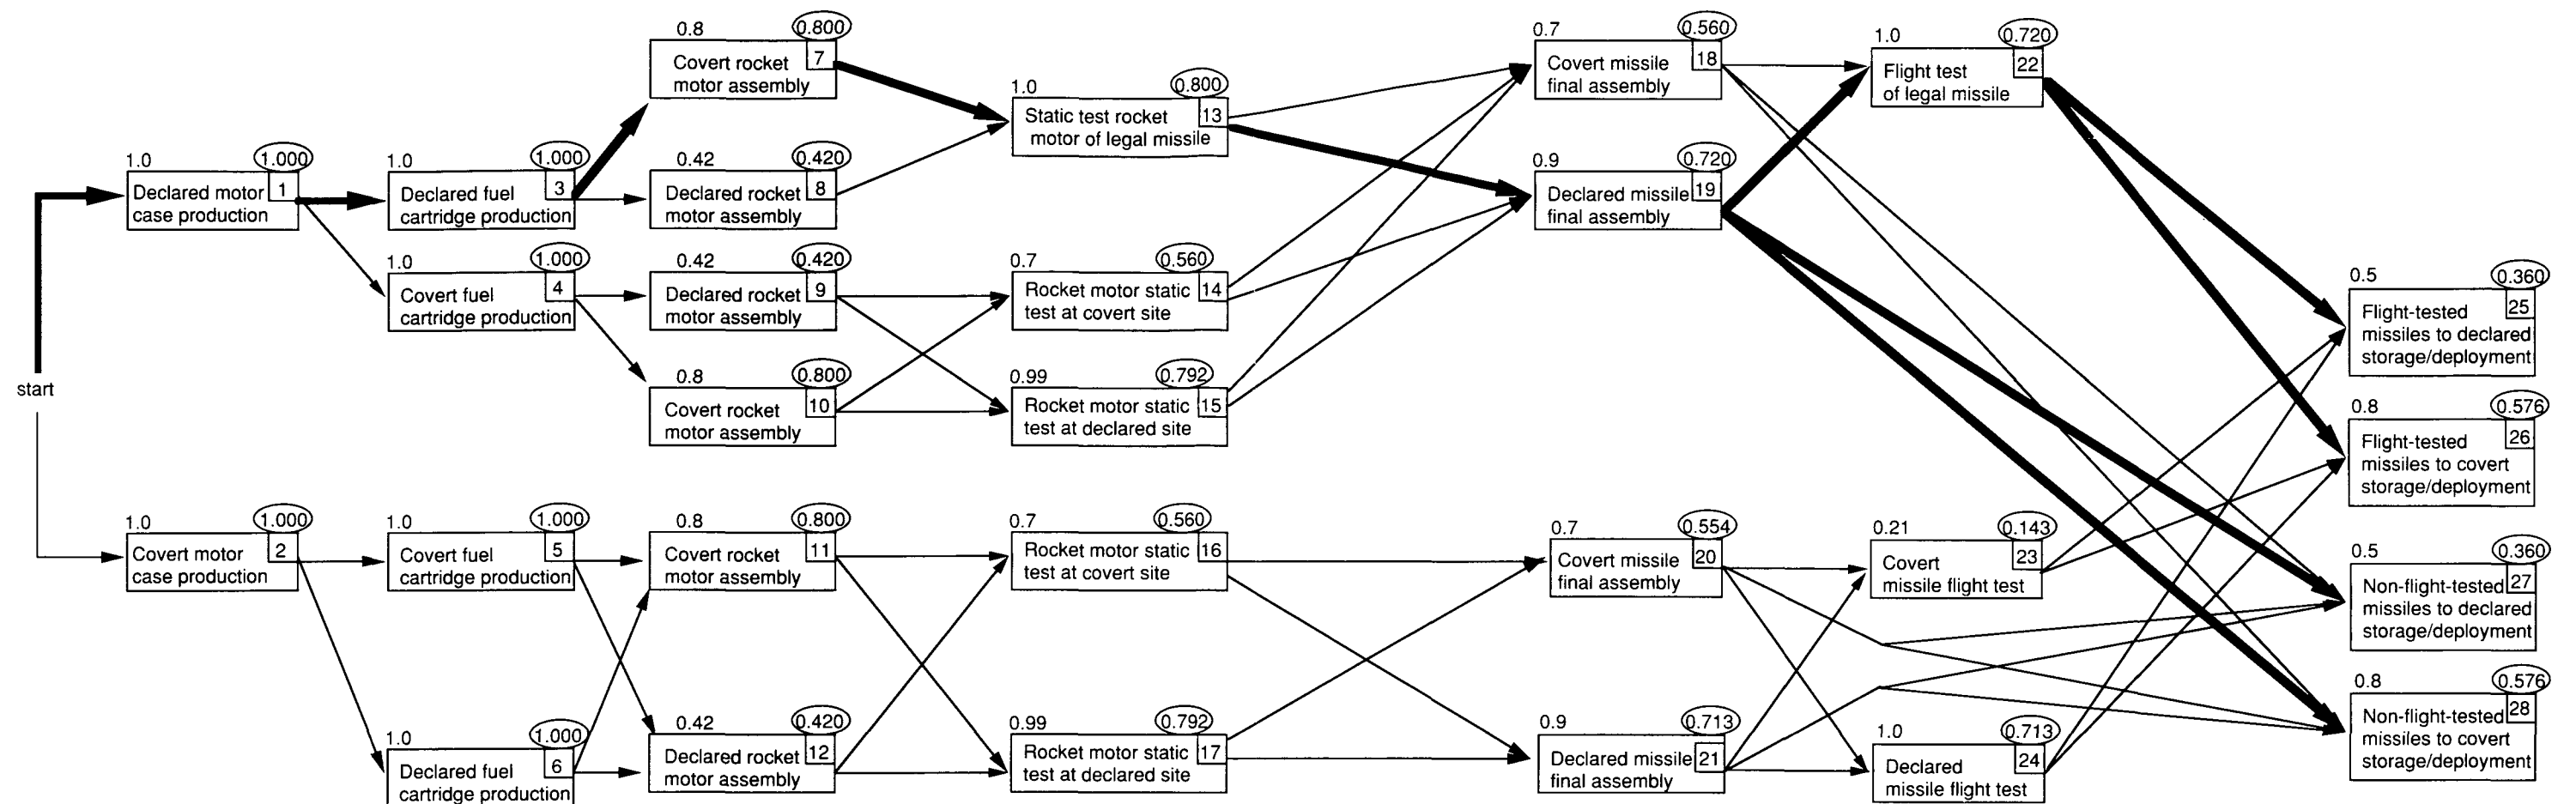 start
1.0
1.000
Declared motor 1
case production
1.0
1.000
Covert motor 2
case production
1.0
1.000
Declared fuel 3
cartridge production
1.0
1.000
Covert fuel 4
cartridge production
1.0
1.000
Covert fuel 5
cartridge production
1.0
1.000
Declared fuel 6
cartridge production
0.8
0.800
Covert rocket 7
motor assembly
0.42
0.420
Declared rocket 8
motor assembly
0.42
0.420
Declared rocket 9
motor assembly
0.8
0.800
Covert rocket 10
motor assembly
0.8
0.800
Covert rocket 11
motor assembly
0.42
0.420
Declared rocket 12
motor assembly
1.0
0.800
Static test rocket 13
motor of legal missile
0.7
0.560
Rocket motor static 14
test at covert site
0.99
0.792
Rocket motor static 15
test at declared site
0.7
0.560
Rocket motor static 16
test at covert site
0.99
0.792
Rocket motor static 17
test at declared site
0.7
0.560
Covert missile 18
final assembly
0.9
0.720
Declared missile 19
final assembly
0.7
0.554
Covert missile 20
final assembly
0.9
0.713
Declared missile 21
final assembly
1.0
0.720
Flight test 22
of legal missile
0.21
0.143
Covert 23
missile flight test
1.0
0.713
Declared 24
missile flight test
0.5
0.360
Flight-tested 25
missiles to declared
storage/deployment
0.8
0.576
Flight-tested 26
missiles to covert
storage/deployment
0.5
0.360
Non-flight-tested 27
missiles to declared
storage/deployment
0.8
0.576
Non-flight-tested 28
missiles to covert
storage/deployment